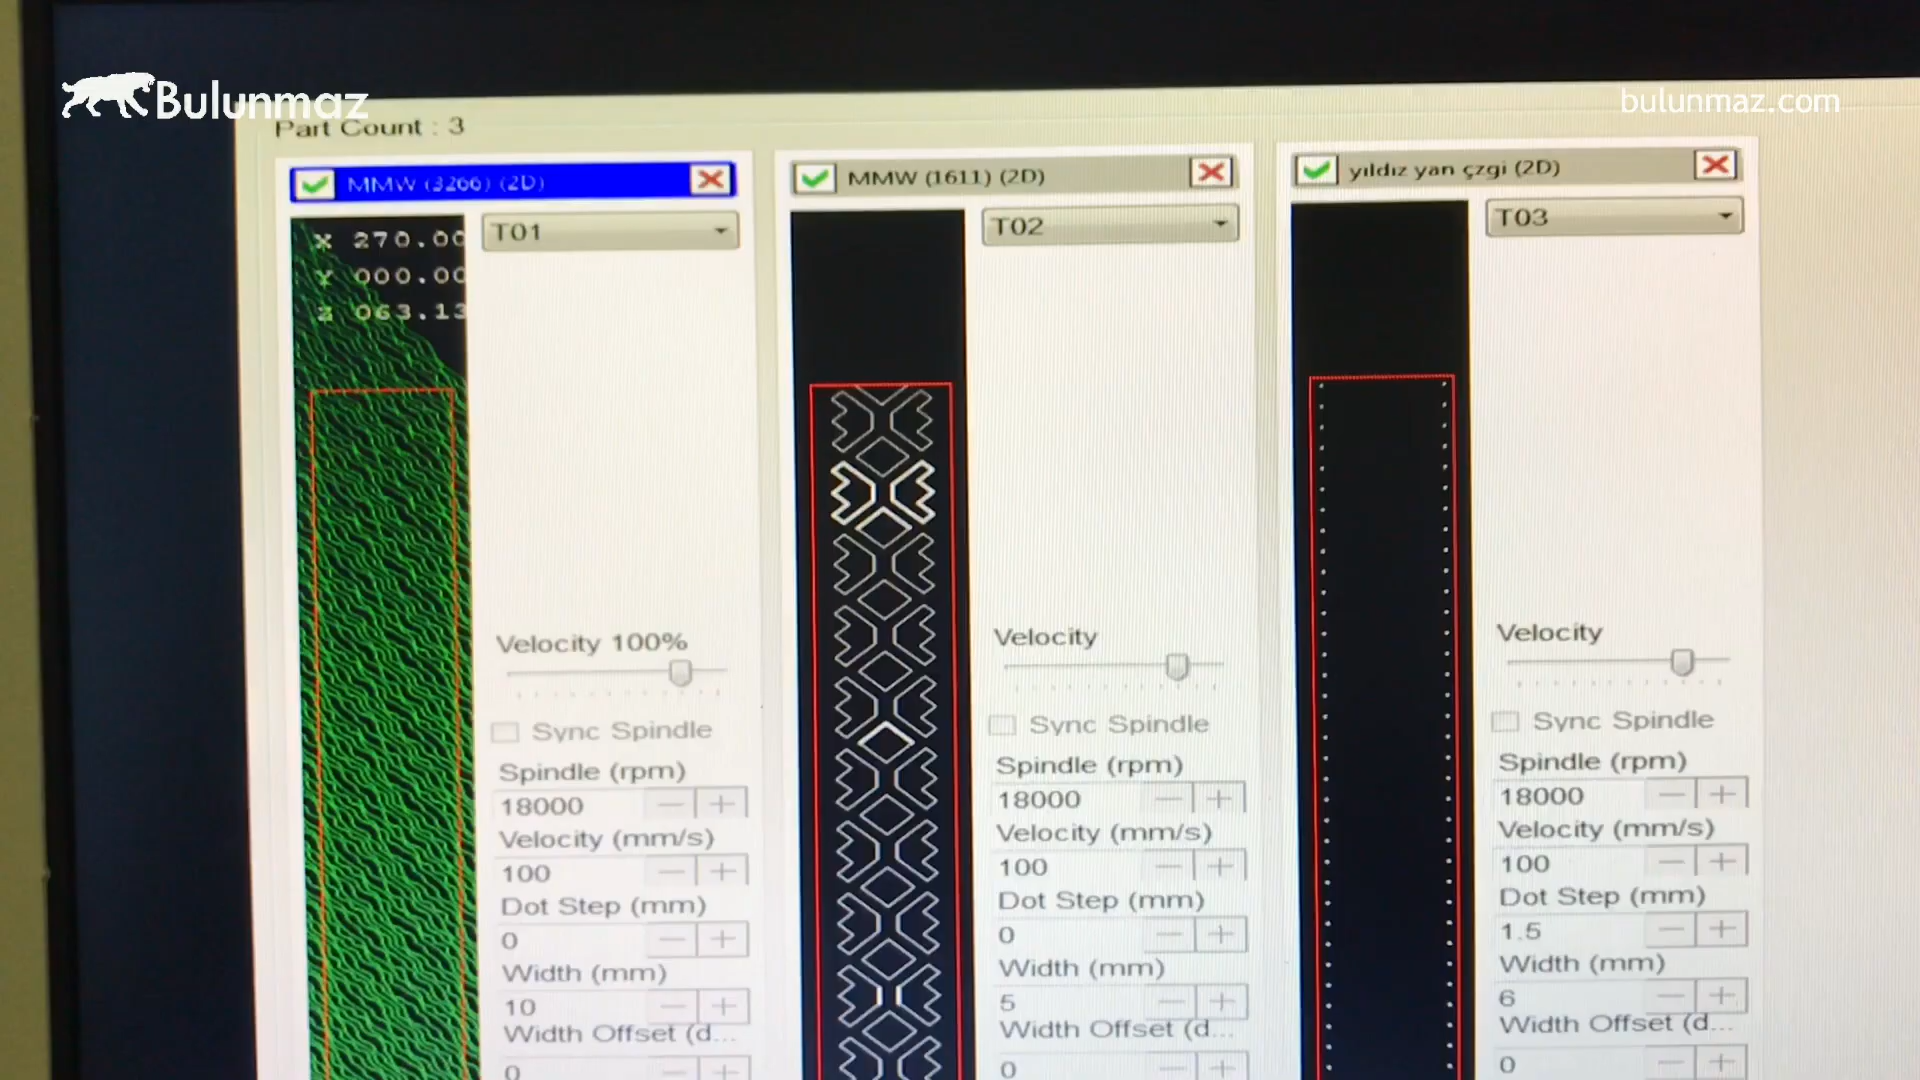 Bulunmaz
bulunmaz.com
Part Count : 3
MMW (3266) (2D)
X 270.00
Y 000.00
Z 063.13
T01
Velocity 100%
Sync Spindle
Spindle (rpm)
18000
Velocity (mm/s)
100
Dot Step (mm)
0
Width (mm)
10
Width Offset (d...
0
MMW (1611) (2D)
T02
Velocity
Sync Spindle
Spindle (rpm)
18000
Velocity (mm/s)
100
Dot Step (mm)
0
Width (mm)
5
Width Offset (d...
0
yıldız yan çzgi (2D)
T03
Velocity
Sync Spindle
Spindle (rpm)
18000
Velocity (mm/s)
100
Dot Step (mm)
1.5
Width (mm)
6
Width Offset (d...
0